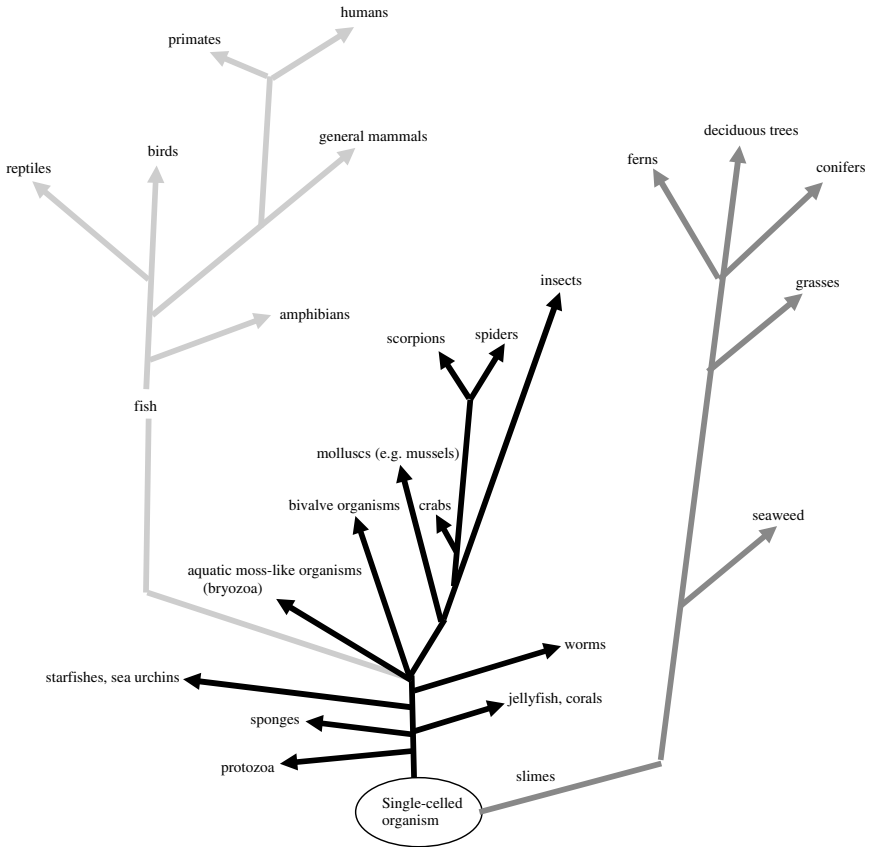 humans
primates
deciduous trees
general mammals
birds
ferns
reptiles
conifers
insects
grasses
amphibians
spiders
scorpions
fish
molluscs (e.g. mussels)
bivalve organisms
crabs
seaweed
aquatic moss-like organisms
(bryozoa)
worms
starfishes, sea urchins
jellyfish, corals
sponges
protozoa
slimes
Single-celled
organism